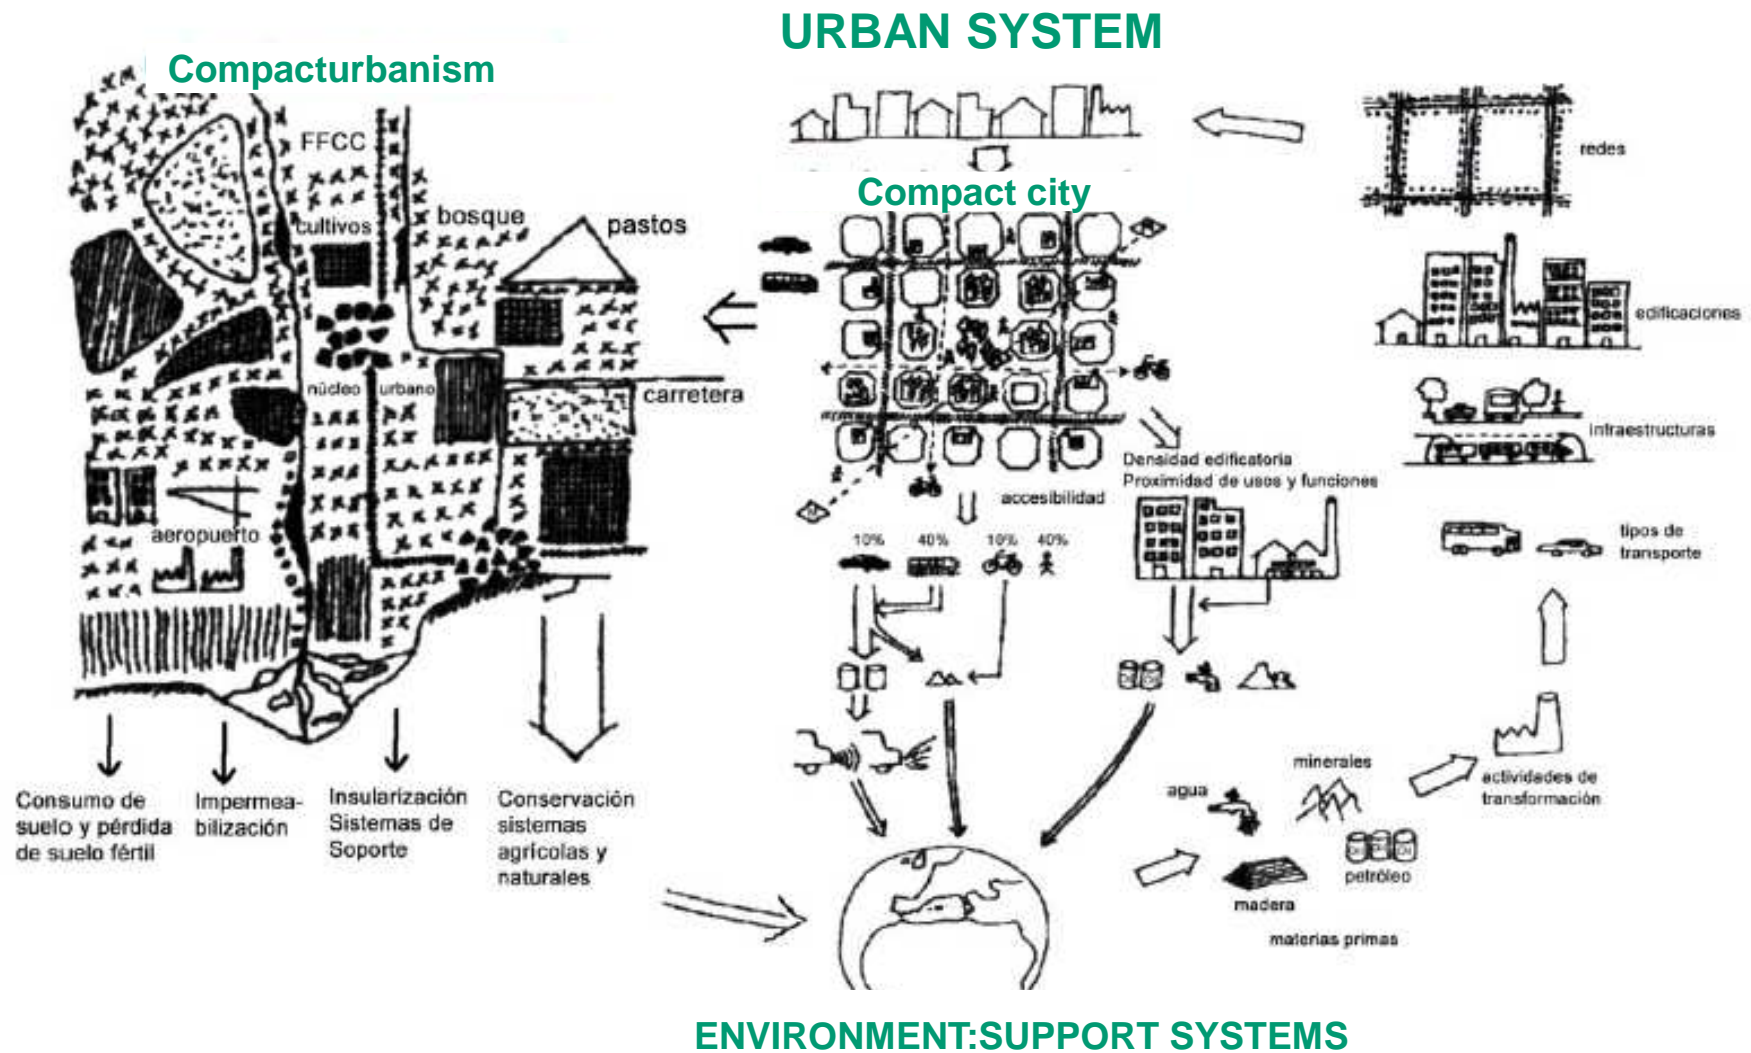 URBAN SYSTEM
Compacturbanism
FFCC
cultivos
bosque
pastos
núcleo
urbano
carretera
aeropuerto
Consumo de
suelo y pérdida
de suelo fértil
Impermea-
bilización
Insularización
Sistemas de
Soporte
Conservación
sistemas
agrícolas y
naturales
Compact city
accesibilidad
10%
40%
10%
40%
Densidad edificatoria
Proximidad de usos y funciones
redes
edificaciones
infraestructuras
tipos de
transporte
actividades de
transformación
minerales
agua
petróleo
madera
materias primas
ENVIRONMENT:SUPPORT SYSTEMS